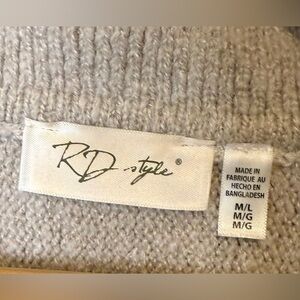 RD style®
MADE IN
FABRIQUE AU
HECHO EN
BANGLADESH
M/L
M/G
M/G